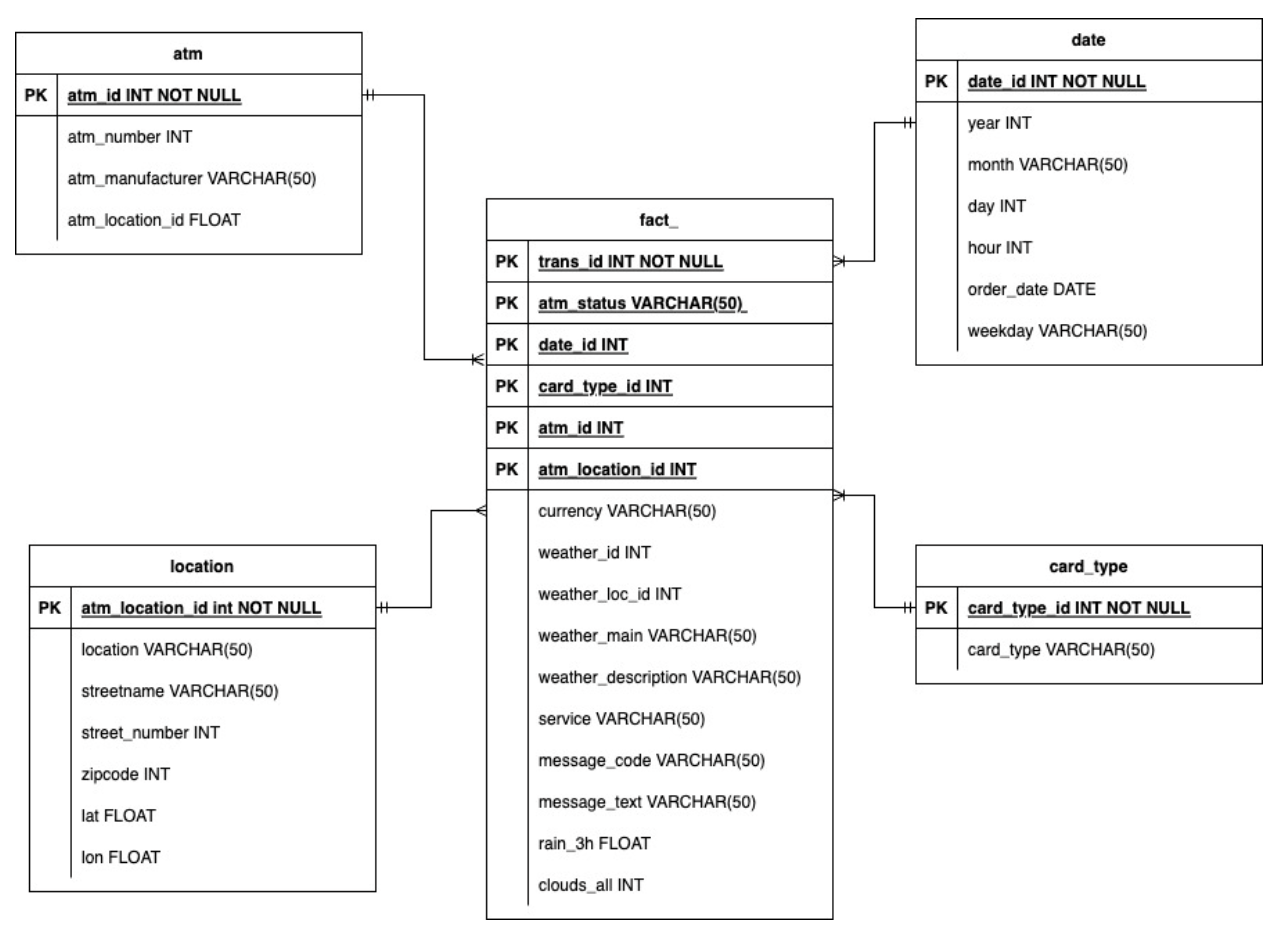 atm
PK atm_id INT NOT NULL
atm_number INT
atm_manufacturer VARCHAR(50)
atm_location_id FLOAT
date
PK date_id INT NOT NULL
year INT
month VARCHAR(50)
day INT
hour INT
order_date DATE
weekday VARCHAR(50)
fact_
PK trans_id INT NOT NULL
PK atm_status VARCHAR(50)
PK date_id INT
PK card_type_id INT
PK atm_id INT
PK atm_location_id INT
currency VARCHAR(50)
weather_id INT
weather_loc_id INT
weather_main VARCHAR(50)
weather_description VARCHAR(50)
service VARCHAR(50)
message_code VARCHAR(50)
message_text VARCHAR(50)
rain_3h FLOAT
clouds_all INT
location
PK atm_location_id int NOT NULL
location VARCHAR(50)
streetname VARCHAR(50)
street_number INT
zipcode INT
lat FLOAT
lon FLOAT
card_type
PK card_type_id INT NOT NULL
card_type VARCHAR(50)